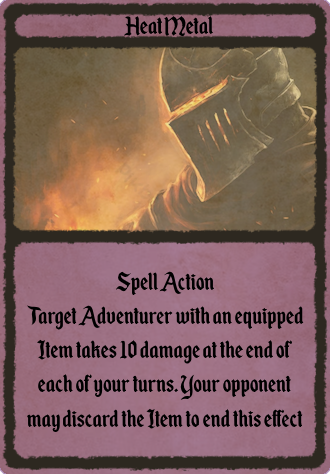 Heat Metal
Spell Action
Target Adventurer with an equipped
Item takes 10 damage at the end of
each of your turns. Your opponent
may discard the Item to end this effect